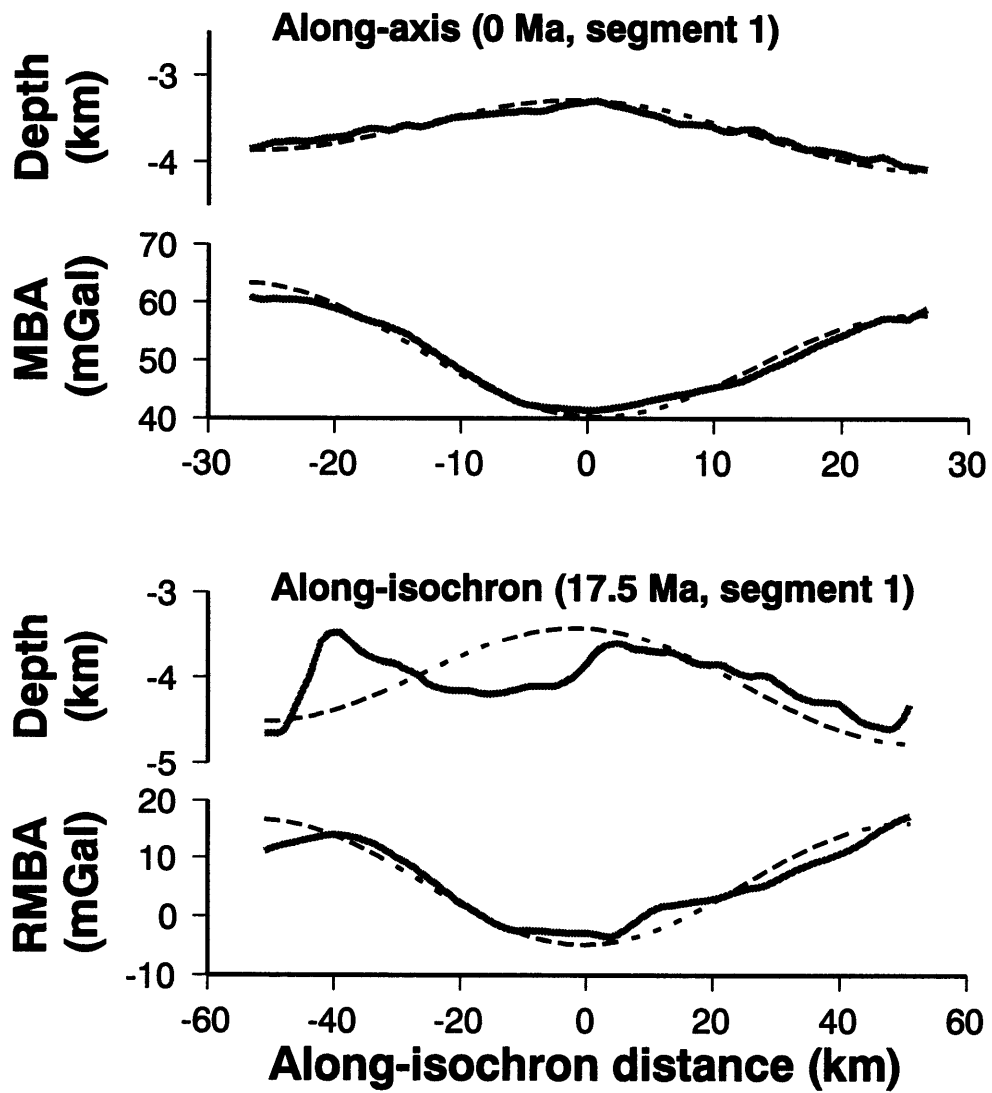 Along-axis (0 Ma, segment 1)
Depth
(km)
-3
-4
MBA
(mGal)
70
60
50
40
-30 -20 -10 0 10 20 30
Along-isochron (17.5 Ma, segment 1)
Depth
(km)
-3
-4
-5
RMBA
(mGal)
20
10
0
-10
-60 -40 -20 0 20 40 60
Along-isochron distance (km)